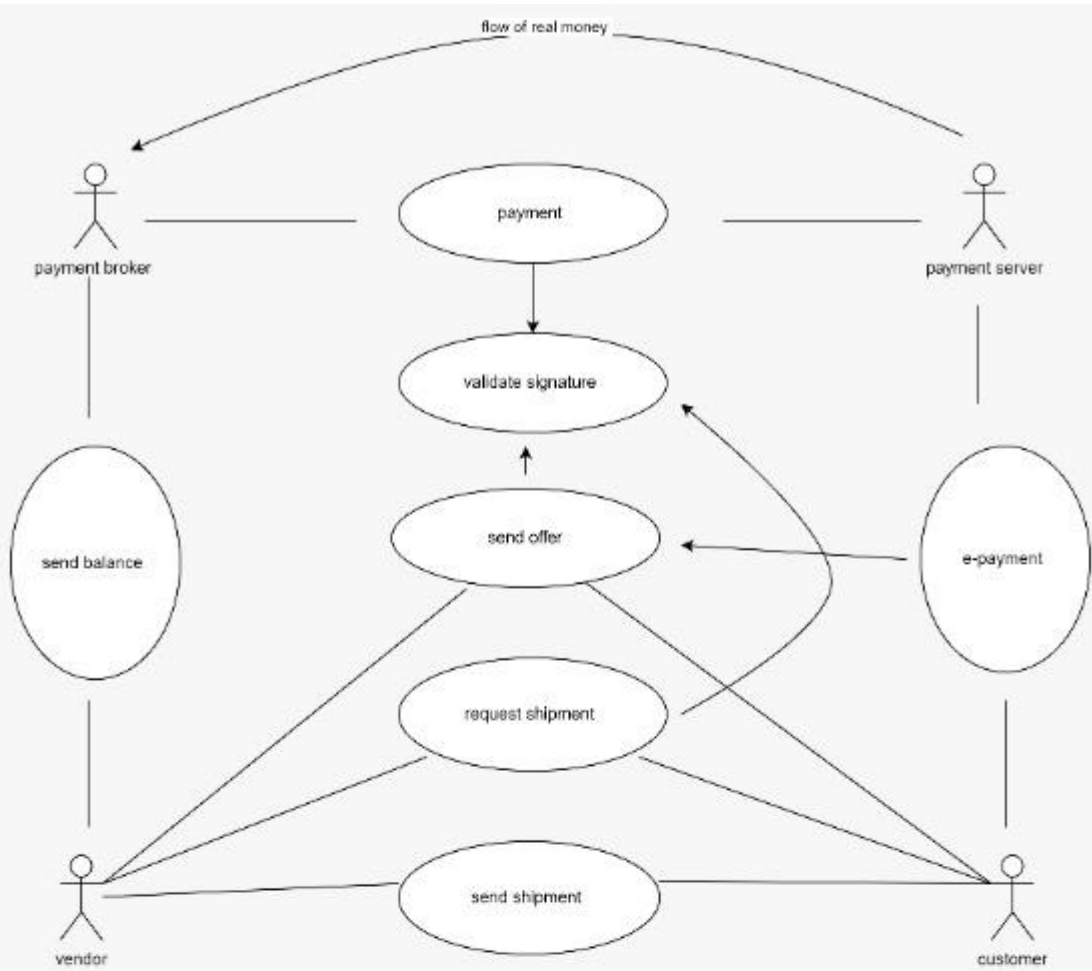 flow of real money
payment
payment broker
payment server
validate signature
send offer
send balance
e-payment
request shipment
send shipment
vendor
customer